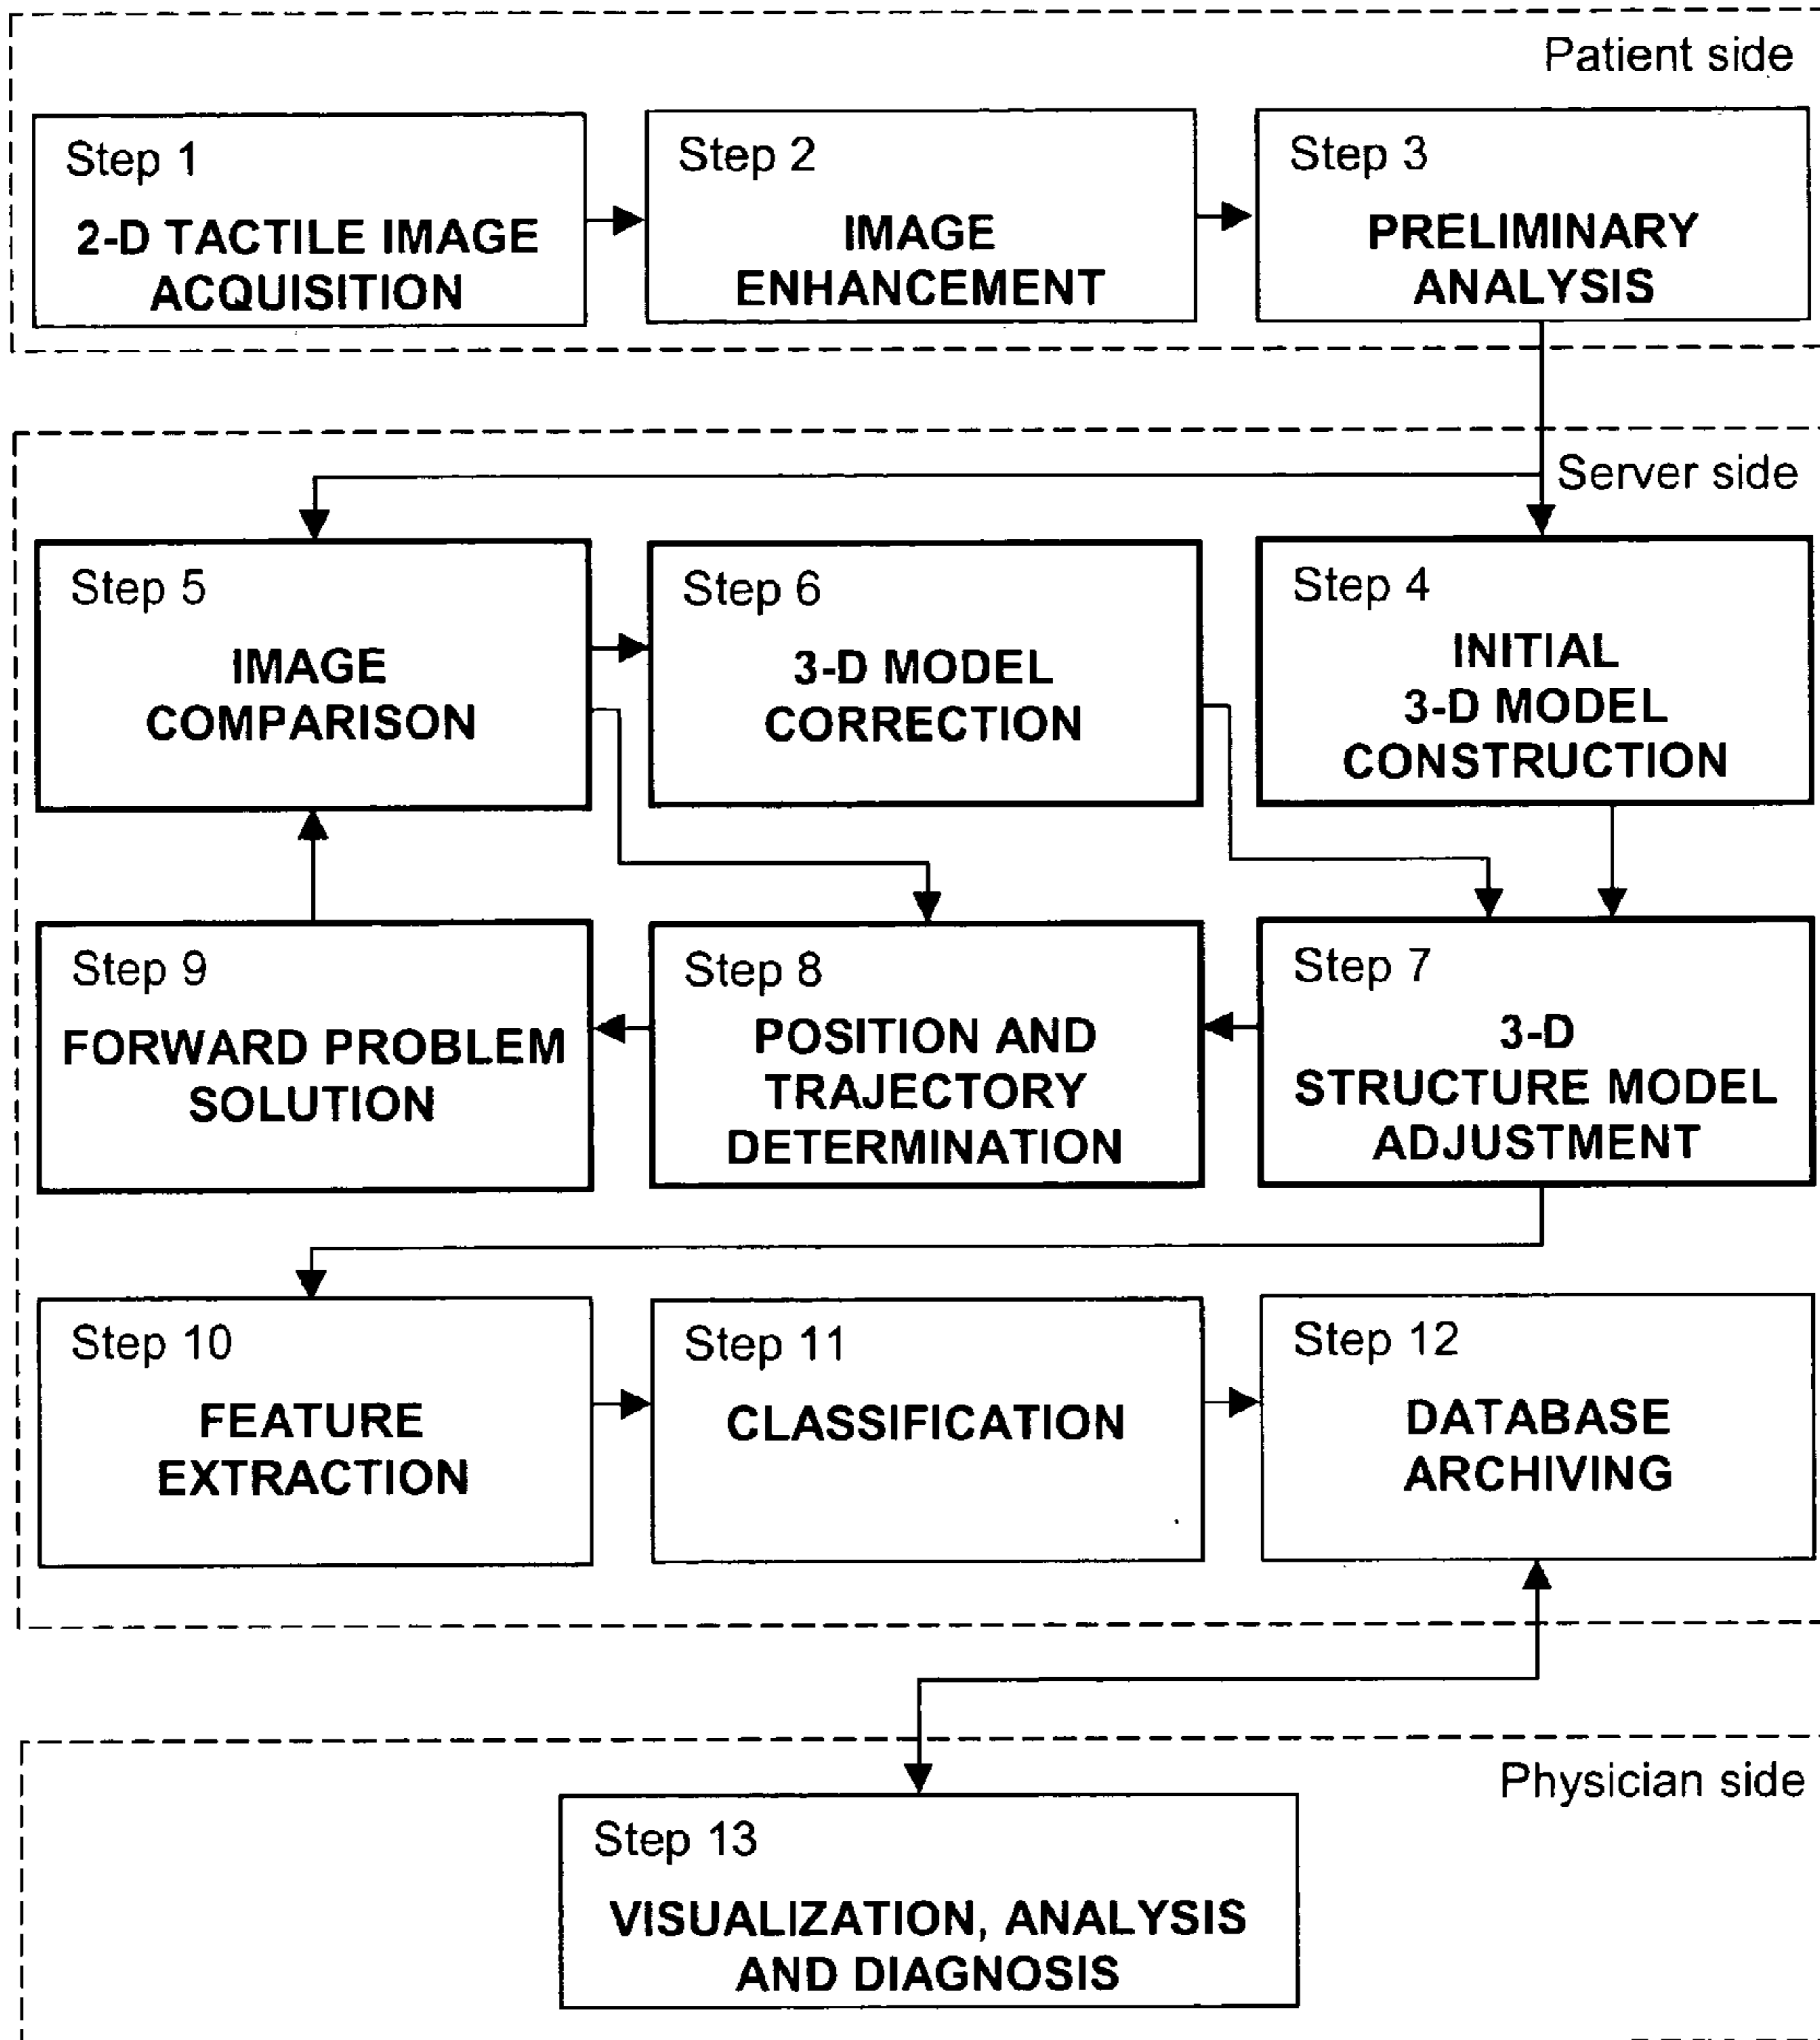 Patient side
Step 1
2-D TACTILE IMAGE
ACQUISITION
Step 2
IMAGE
ENHANCEMENT
Step 3
PRELIMINARY
ANALYSIS
Server side
Step 5
IMAGE
COMPARISON
Step 6
3-D MODEL
CORRECTION
Step 4
INITIAL
3-D MODEL
CONSTRUCTION
Step 9
FORWARD PROBLEM
SOLUTION
Step 8
POSITION AND
TRAJECTORY
DETERMINATION
Step 7
3-D
STRUCTURE MODEL
ADJUSTMENT
Step 10
FEATURE
EXTRACTION
Step 11
CLASSIFICATION
Step 12
DATABASE
ARCHIVING
Physician side
Step 13
VISUALIZATION, ANALYSIS
AND DIAGNOSIS